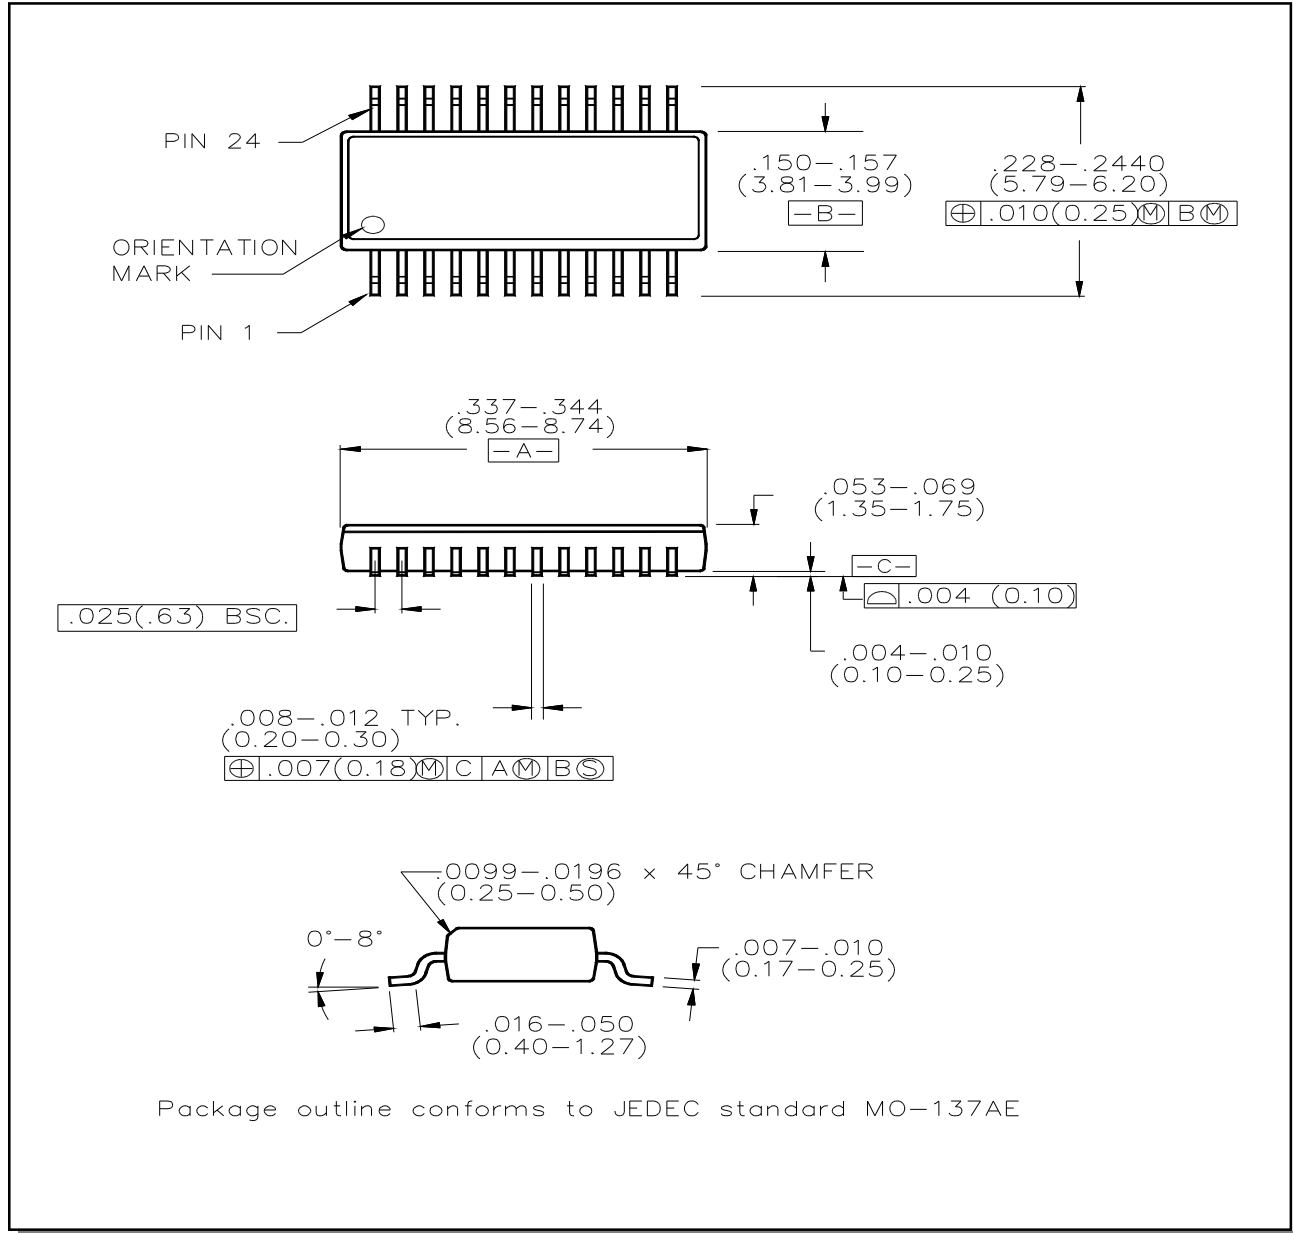 PIN 24
.150-.157
(3.81-3.99)
-B-
.228-.2440
(5.79-6.20)
⌖ .010(0.25)Ⓜ B Ⓜ
ORIENTATION
MARK
PIN 1
.337-.344
(8.56-8.74)
-A-
.053-.069
(1.35-1.75)
-C-
.004 (0.10)
.025(.63) BSC.
.004-.010
(0.10-0.25)
.008-.012 TYP.
(0.20-0.30)
⌖ .007(0.18)Ⓜ C AⓂ BⓈ
.0099-.0196 x 45° CHAMFER
(0.25-0.50)
0°-8°
.007-.010
(0.17-0.25)
.016-.050
(0.40-1.27)
Package outline conforms to JEDEC standard MO-137AE